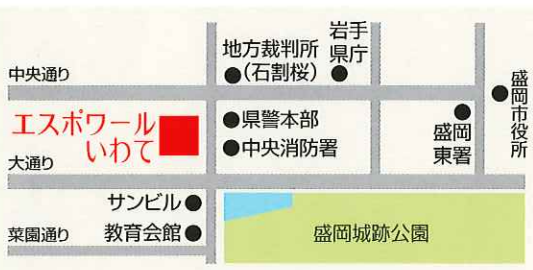 岩手
県庁
地方裁判所
(石割桜)
中央通り
盛岡市役所
エスポワール
いわて
県警本部
中央消防署
盛岡
東署
大通り
サンビル
教育会館
菜園通り
盛岡城跡公園